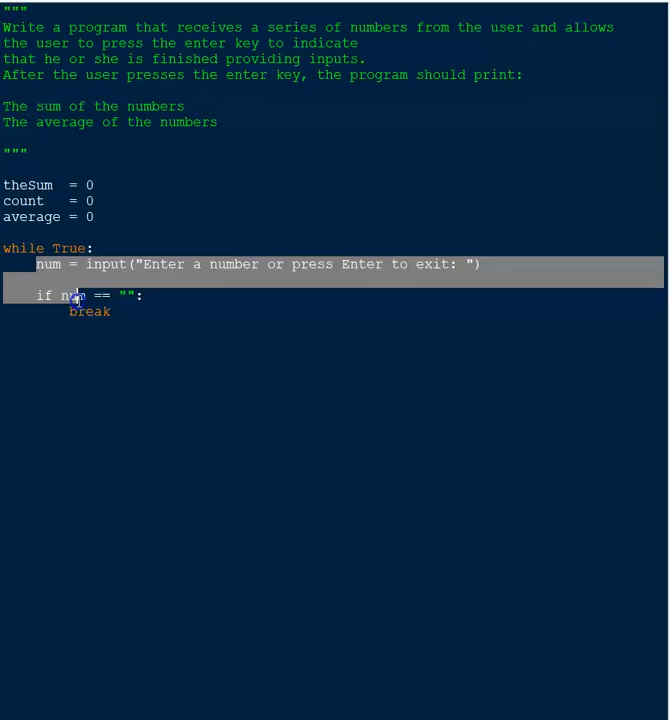 """
Write a program that receives a series of numbers from the user and allows
the user to press the enter key to indicate
that he or she is finished providing inputs.
After the user presses the enter key, the program should print:
The sum of the numbers
The average of the numbers
"""
theSum  = 0
count   = 0
average = 0
while True:
    num = input("Enter a number or press Enter to exit: ")
    if num == "":
        break